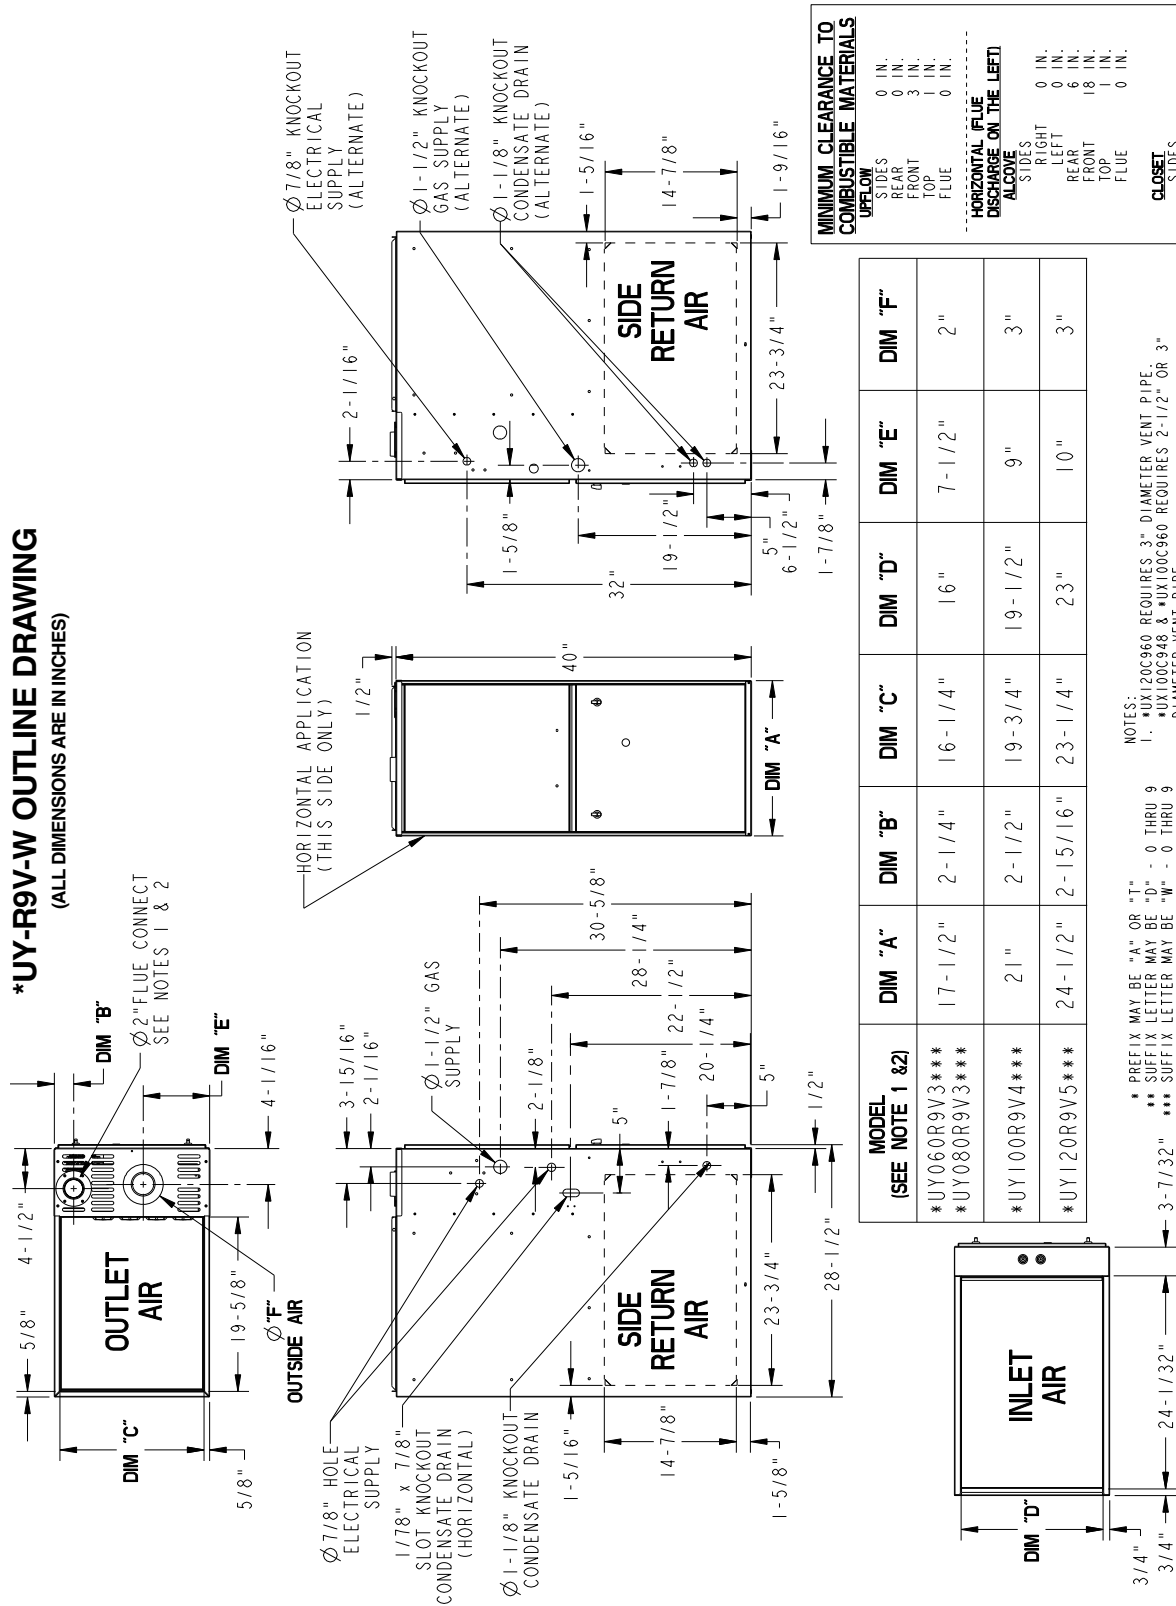 *UY-R9V-W OUTLINE DRAWING
(ALL DIMENSIONS ARE IN INCHES)
4-1/2"
5/8"
OUTLET
AIR
DIM "C"
5/8"
19-5/8"
Ø "F"
OUTSIDE AIR
DIM "B"
Ø2"FLUE CONNECT
SEE NOTES 1 & 2
DIM "E"
4-1/16"
Ø7/8" HOLE
ELECTRICAL
SUPPLY
1/78" x 7/8"
SLOT KNOCKOUT
CONDENSATE DRAIN
(HORIZONTAL)
Ø1-1/8" KNOCKOUT
CONDENSATE DRAIN
1-5/16"
14-7/8"
1-5/8"
SIDE
RETURN
AIR
23-3/4"
28-1/2"
3-15/16"
2-1/16"
Ø1-1/2" GAS
SUPPLY
2-1/8"
5"
1-7/8"
1/2"
30-5/8"
28-1/4"
22-1/2"
20-1/4"
5"
HORIZONTAL APPLICATION
(THIS SIDE ONLY)
1/2"
40"
DIM "A"
Ø7/8" KNOCKOUT
ELECTRICAL
SUPPLY
(ALTERNATE)
Ø1-1/2" KNOCKOUT
GAS SUPPLY
(ALTERNATE)
Ø1-1/8" KNOCKOUT
CONDENSATE DRAIN
(ALTERNATE)
2-1/16"
1-5/8"
32"
19-1/2"
5"
6-1/2"
1-7/8"
SIDE
RETURN
AIR
23-3/4"
1-5/16"
14-7/8"
1-9/16"
INLET
AIR
DIM "D"
3/4"
3/4"
24-1/32"
3-7/32"
MODEL
(SEE NOTE 1 &2)
DIM "A" DIM "B" DIM "C" DIM "D" DIM "E" DIM "F"
*UY060R9V3***
*UY080R9V3*** 17-1/2" 2-1/4" 16-1/4" 16" 7-1/2" 2"
*UY100R9V4*** 21" 2-1/2" 19-3/4" 19-1/2" 9" 3"
*UY120R9V5*** 24-1/2" 2-15/16" 23-1/4" 23" 10" 3"
* PREFIX MAY BE "A" OR "T"
** SUFFIX LETTER MAY BE "D" - 0 THRU 9
*** SUFFIX LETTER MAY BE "W" - 0 THRU 9
NOTES:
1. *UX120C960 REQUIRES 3" DIAMETER VENT PIPE.
*UX100C948 & *UX100C960 REQUIRES 2-1/2" OR 3"
DIAMETER VENT PIPE
MINIMUM CLEARANCE TO
COMBUSTIBLE MATERIALS
UPFLOW
SIDES 0 IN.
REAR 0 IN.
FRONT 3 IN.
TOP 1 IN.
FLUE 0 IN.
HORIZONTAL (FLUE
DISCHARGE ON THE LEFT)
ALCOVE
SIDES
RIGHT 0 IN.
LEFT 0 IN.
REAR 6 IN.
FRONT 18 IN.
TOP 1 IN.
FLUE 0 IN.
CLOSET
SIDES